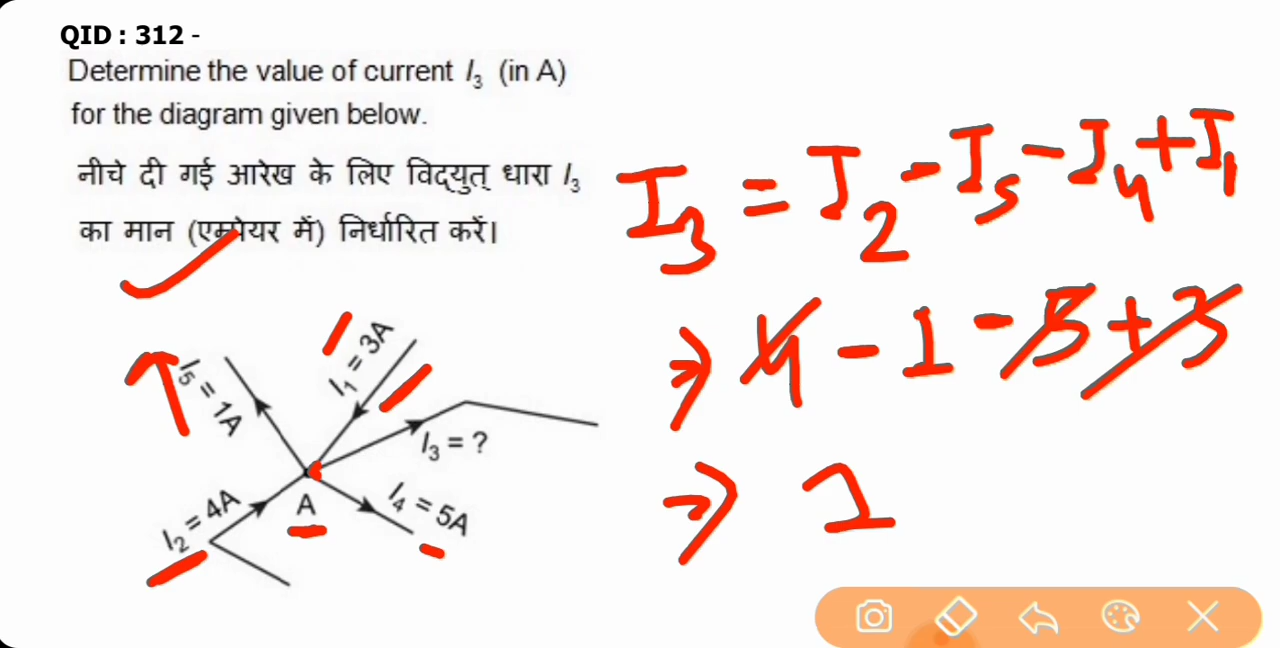 QID : 312 -
Determine the value of current I₃ (in A)
for the diagram given below.
नीचे दी गई आरेख के लिए विद्युत् धारा I₃
का मान (एम्पेयर में) निर्धारित करें।
I₃ = I₂ - I₅ - I₄ + I₁
⇒ 4 - 1 - 5 + 3
⇒ 1
I₅ = 1A
I₁ = 3A
I₃ = ?
I₂ = 4A
A
I₄ = 5A